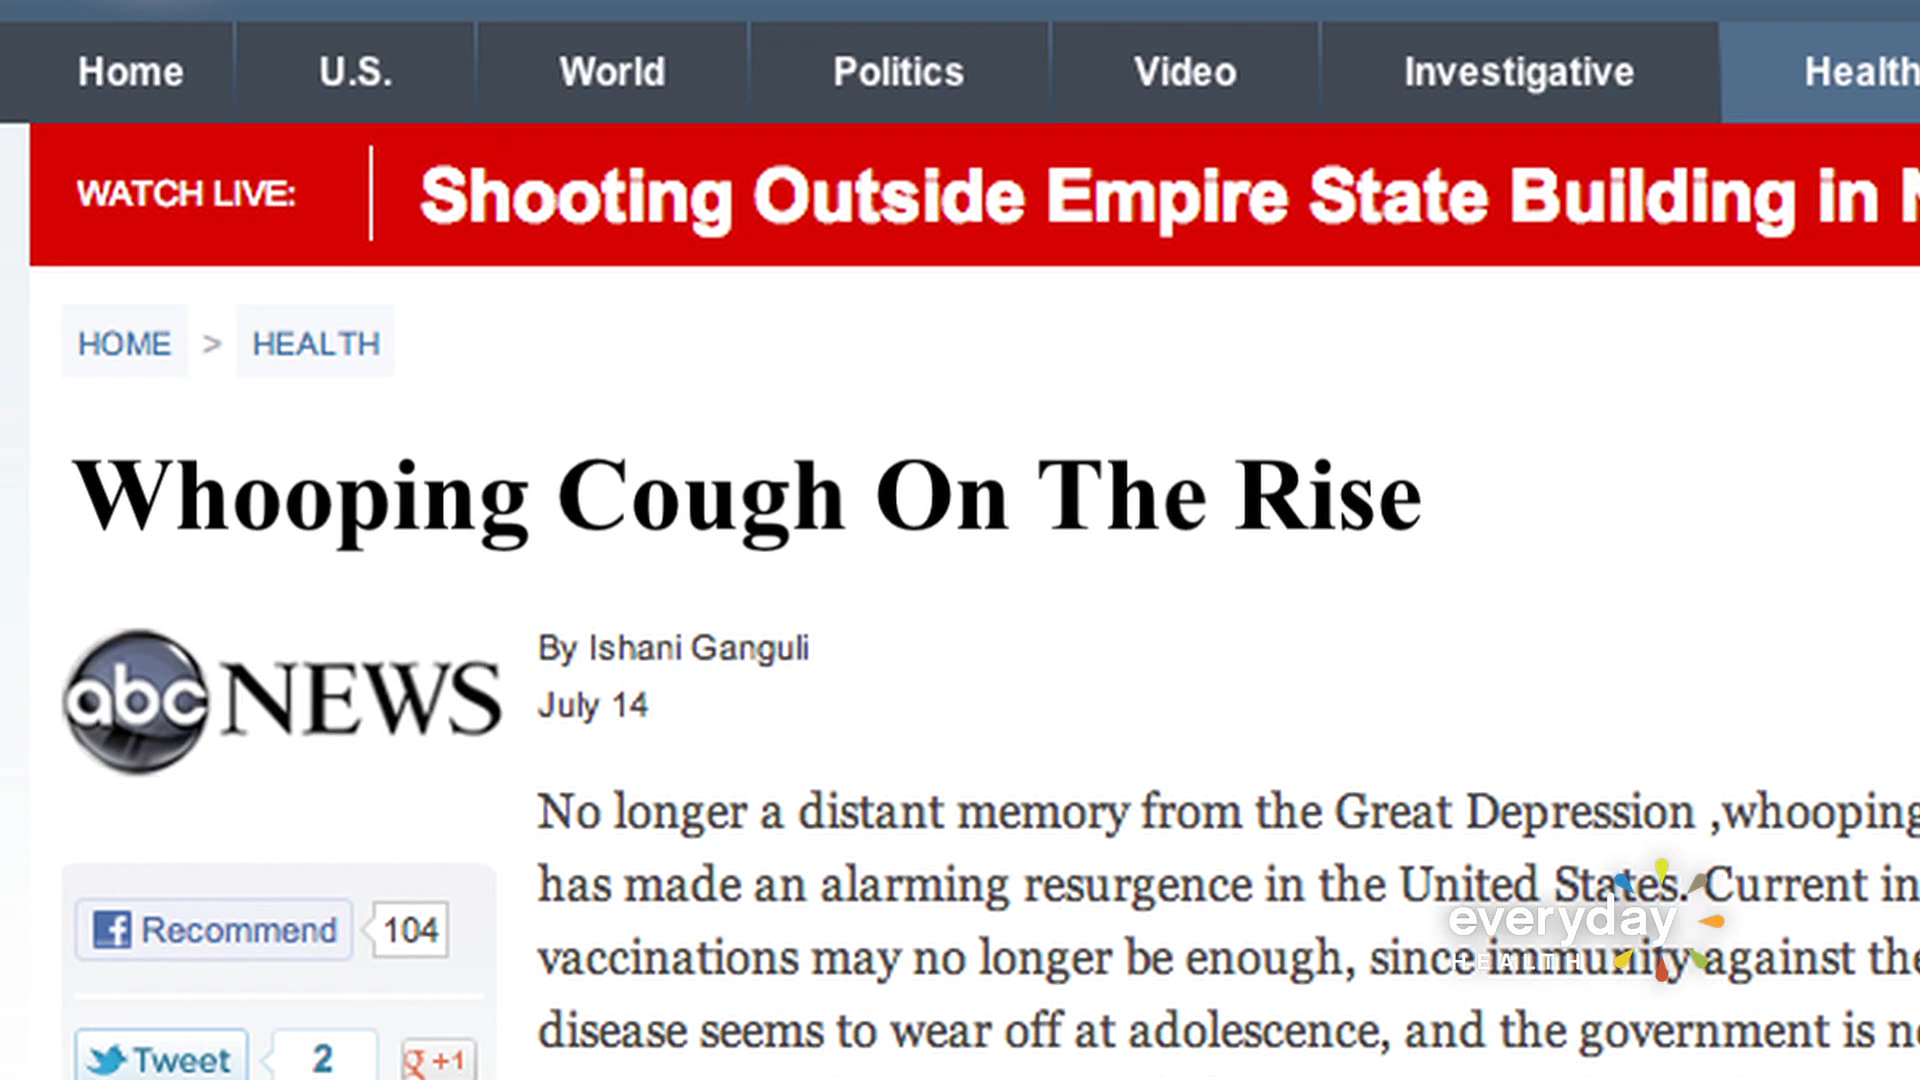 Home U.S. World Politics Video Investigative Health
WATCH LIVE: Shooting Outside Empire State Building in N
HOME > HEALTH
Whooping Cough On The Rise
abc NEWS
By Ishani Ganguli
July 14
No longer a distant memory from the Great Depression ,whooping
has made an alarming resurgence in the United States. Current in
vaccinations may no longer be enough, since immunity against the
disease seems to wear off at adolescence, and the government is ne
Recommend 104
Tweet 2 g +1
everyday
HEALTH